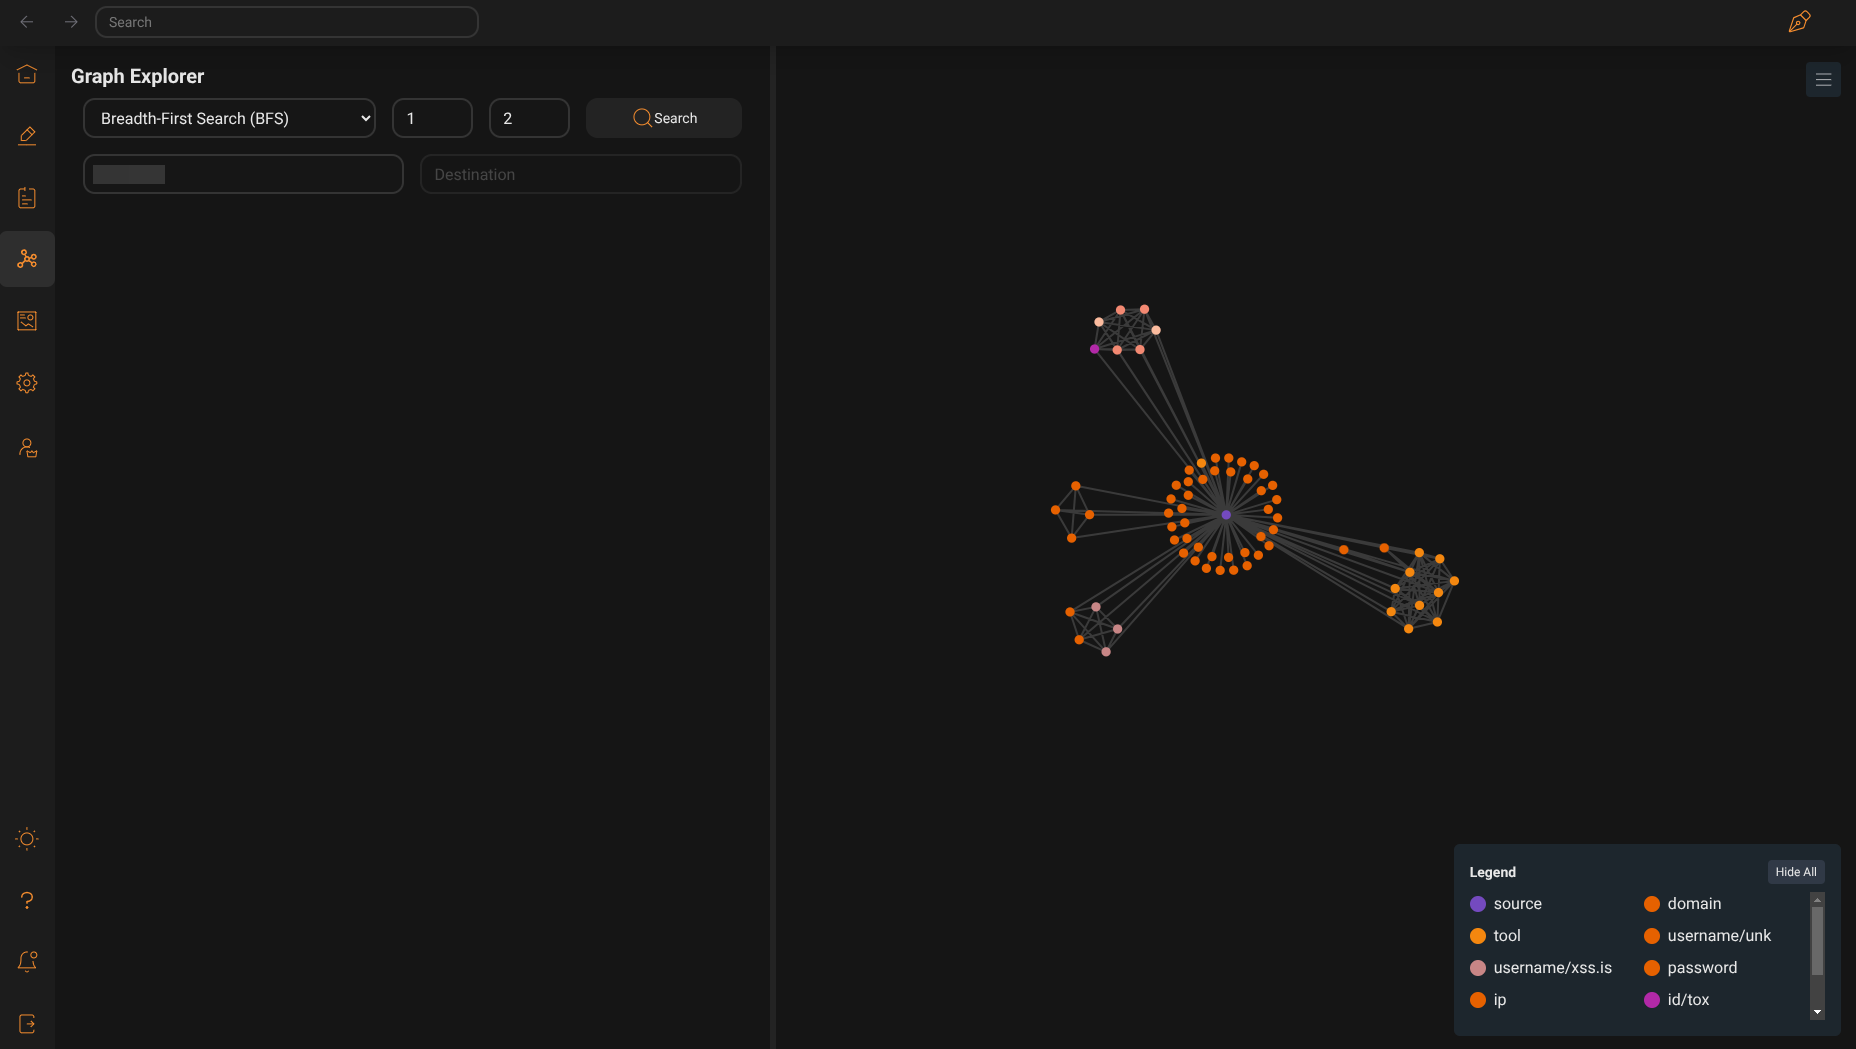 Search
Graph Explorer
Breadth-First Search (BFS)
1
2
Search
Destination
Legend
Hide All
source
domain
tool
username/unk
username/xss.is
password
ip
id/tox